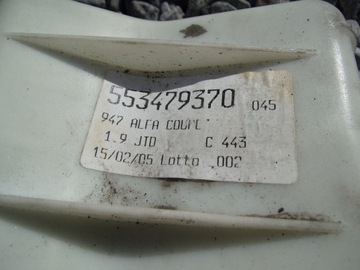 553479370 045
947 ALFA COUPE
1.9 JTD C 443
15/02/05 Lotto .002